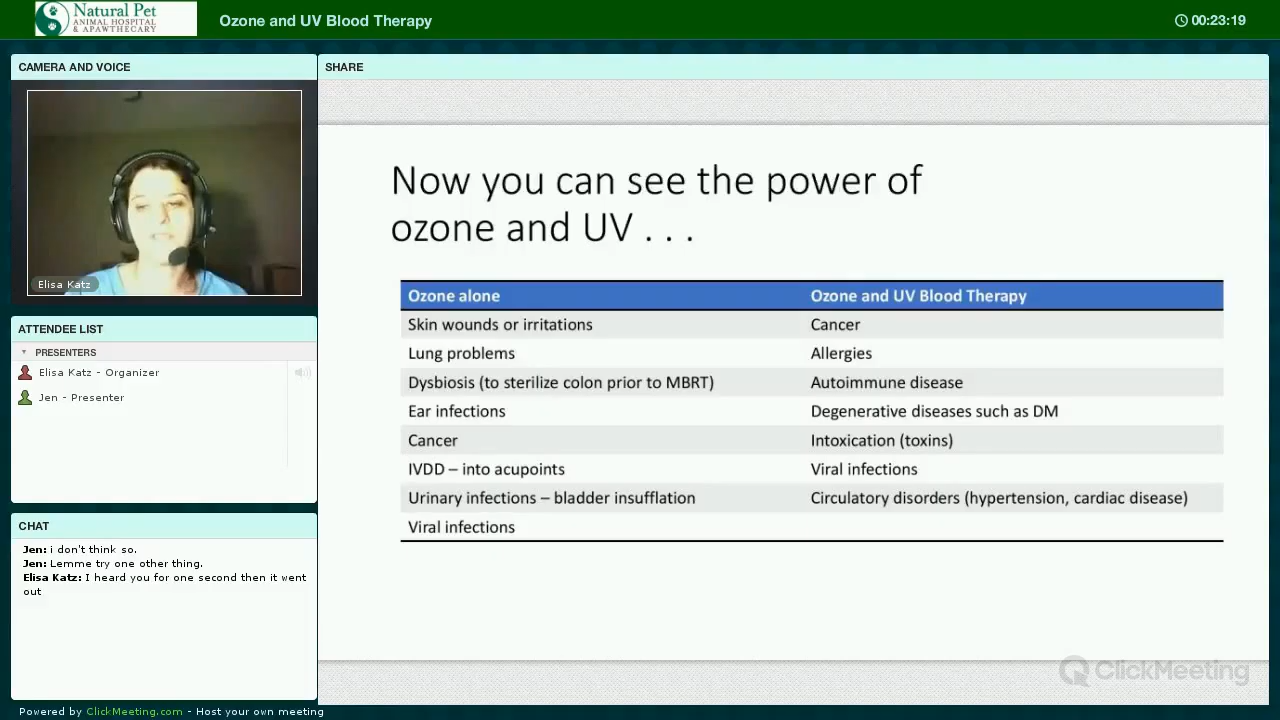 Natural Pet
ANIMAL HOSPITAL
& APAWTHECARY
Ozone and UV Blood Therapy
00:23:19
CAMERA AND VOICE
Elisa Katz
ATTENDEE LIST
PRESENTERS
Elisa Katz - Organizer
Jen - Presenter
CHAT
Jen: i don't think so.
Jen: Lemme try one other thing.
Elisa Katz: I heard you for one second then it went
out
SHARE
Now you can see the power of
ozone and UV . . .
Ozone alone Ozone and UV Blood Therapy
Skin wounds or irritations Cancer
Lung problems Allergies
Dysbiosis (to sterilize colon prior to MBRT) Autoimmune disease
Ear infections Degenerative diseases such as DM
Cancer Intoxication (toxins)
IVDD – into acupoints Viral infections
Urinary infections – bladder insufflation Circulatory disorders (hypertension, cardiac disease)
Viral infections
ClickMeeting
Powered by ClickMeeting.com - Host your own meeting